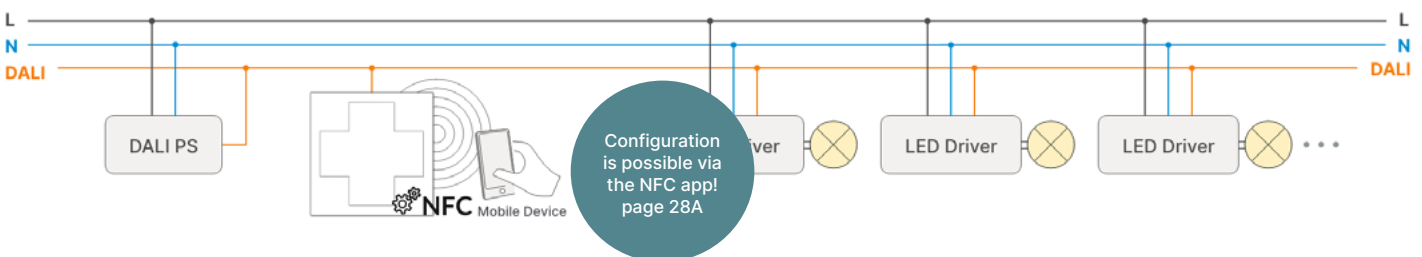 L
L
N
N
DALI
DALI
DALI PS
Configuration
is possible via
the NFC app!
page 28A
iver
LED Driver
LED Driver
NFC Mobile Device